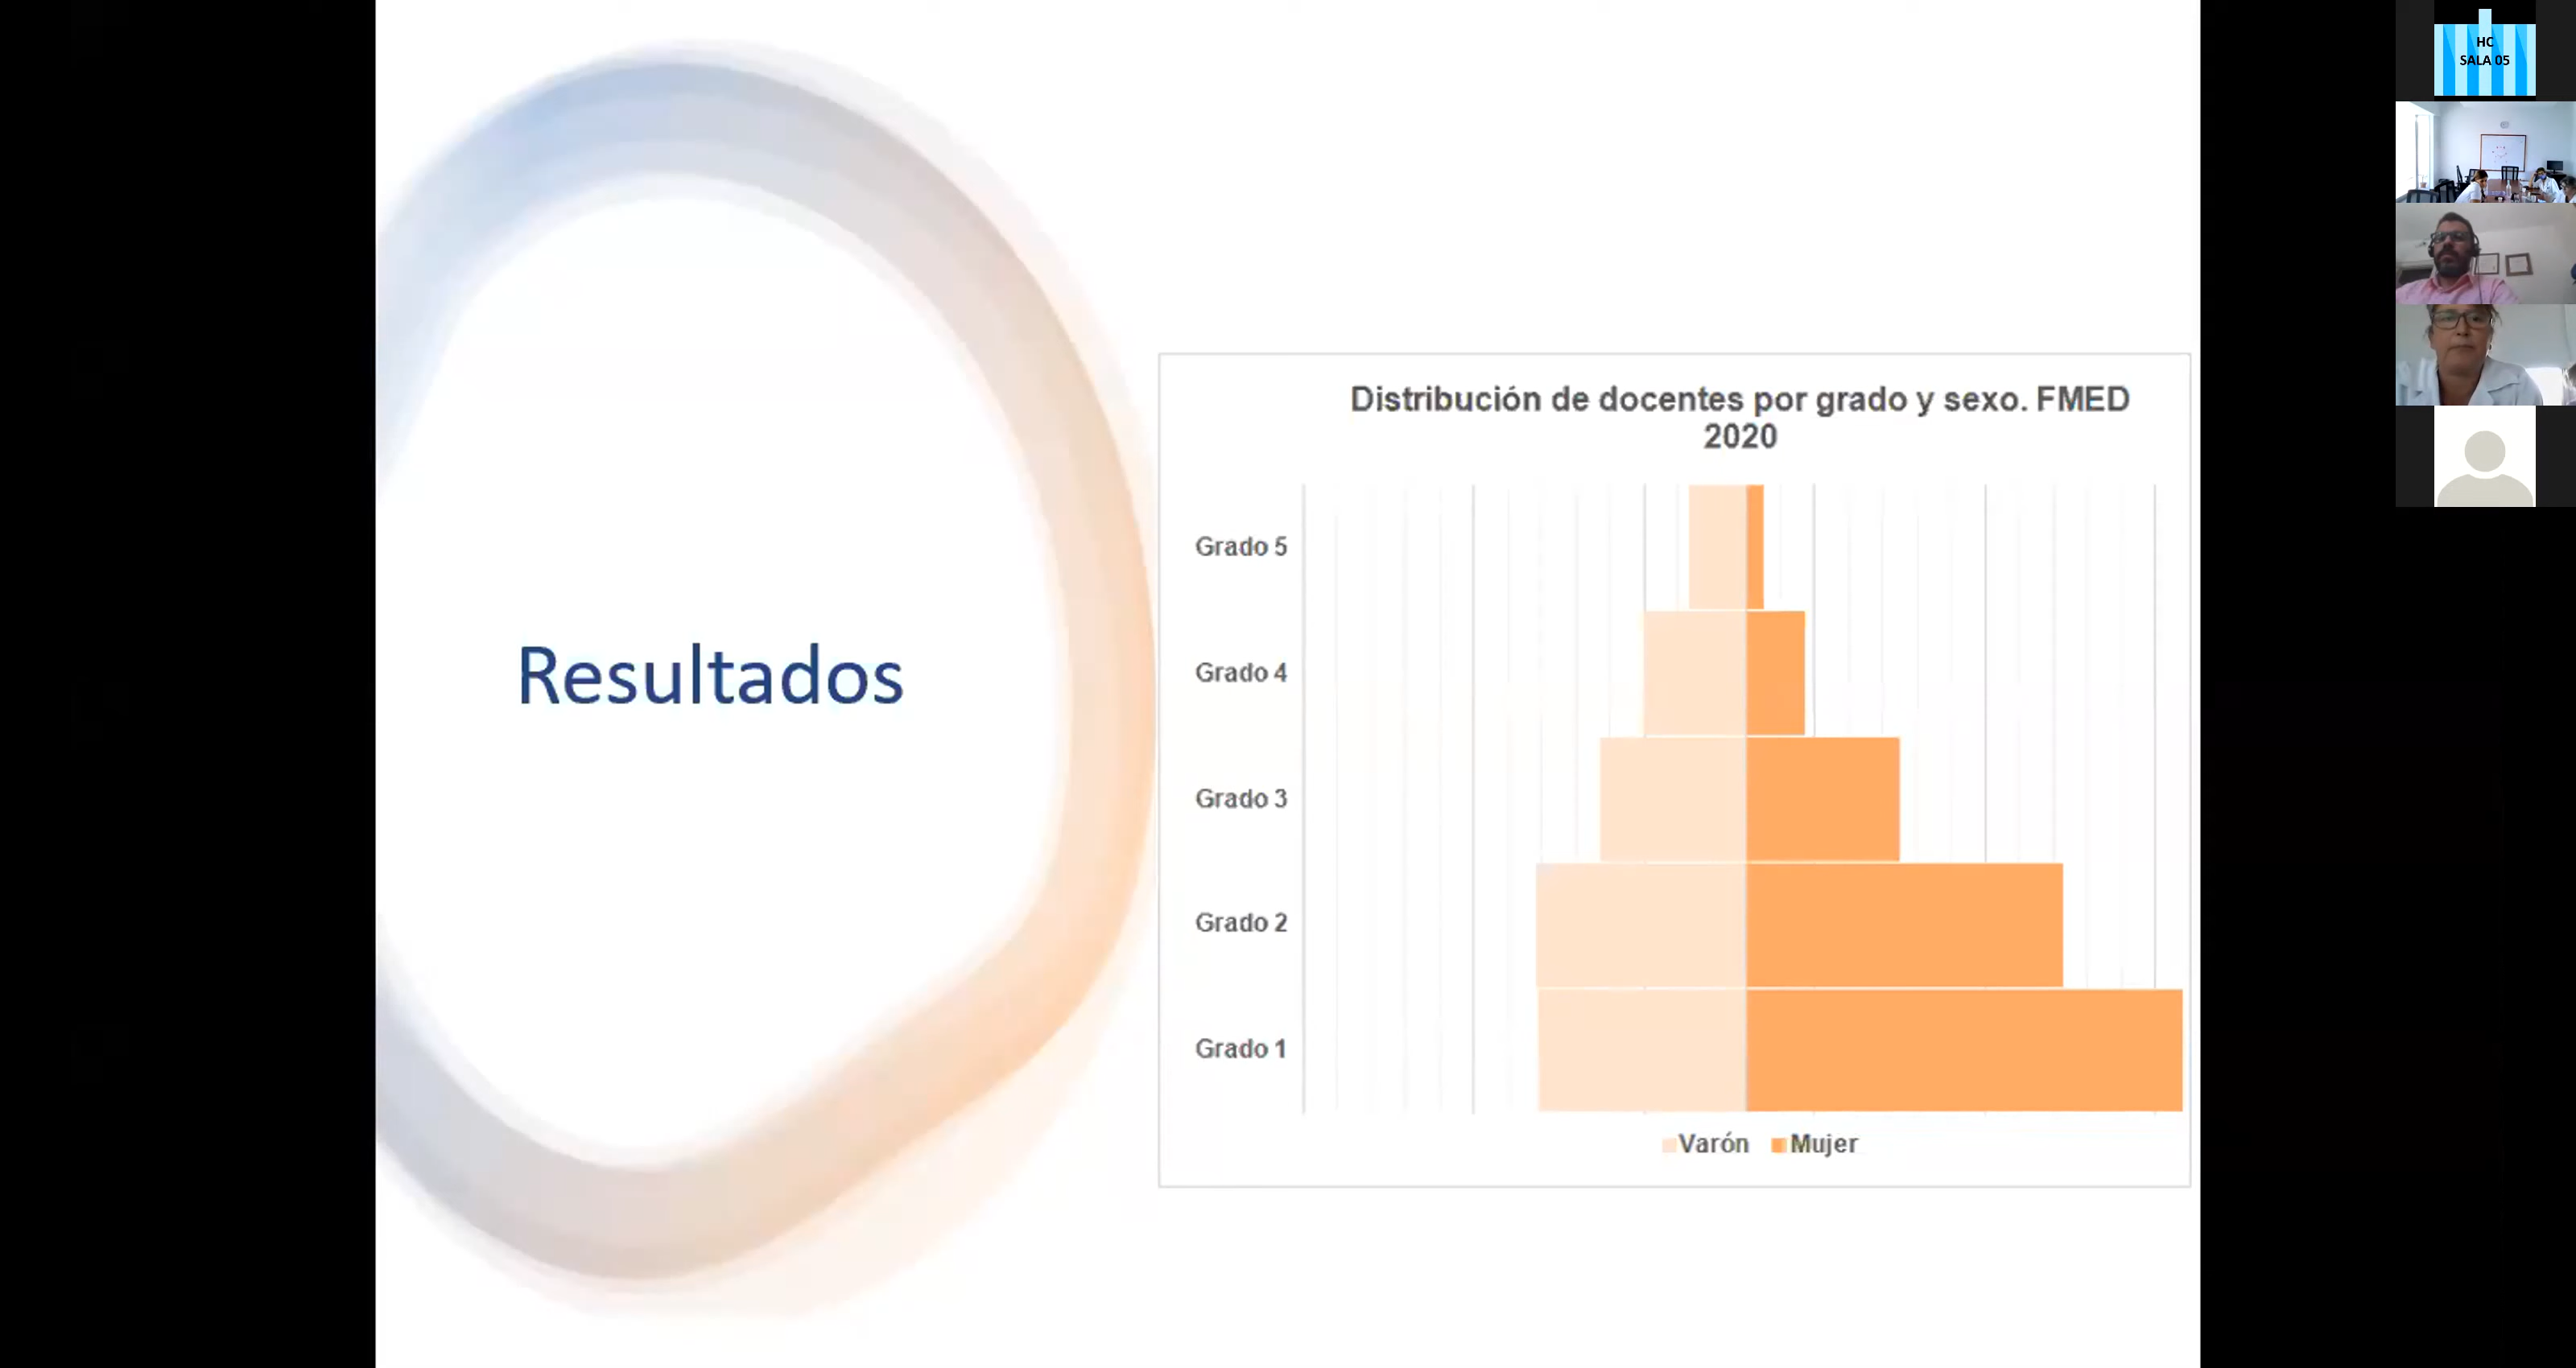 Resultados
Distribución de docentes por grado y sexo. FMED
2020
Grado 5
Grado 4
Grado 3
Grado 2
Grado 1
Varón Mujer
HC
SALA 05